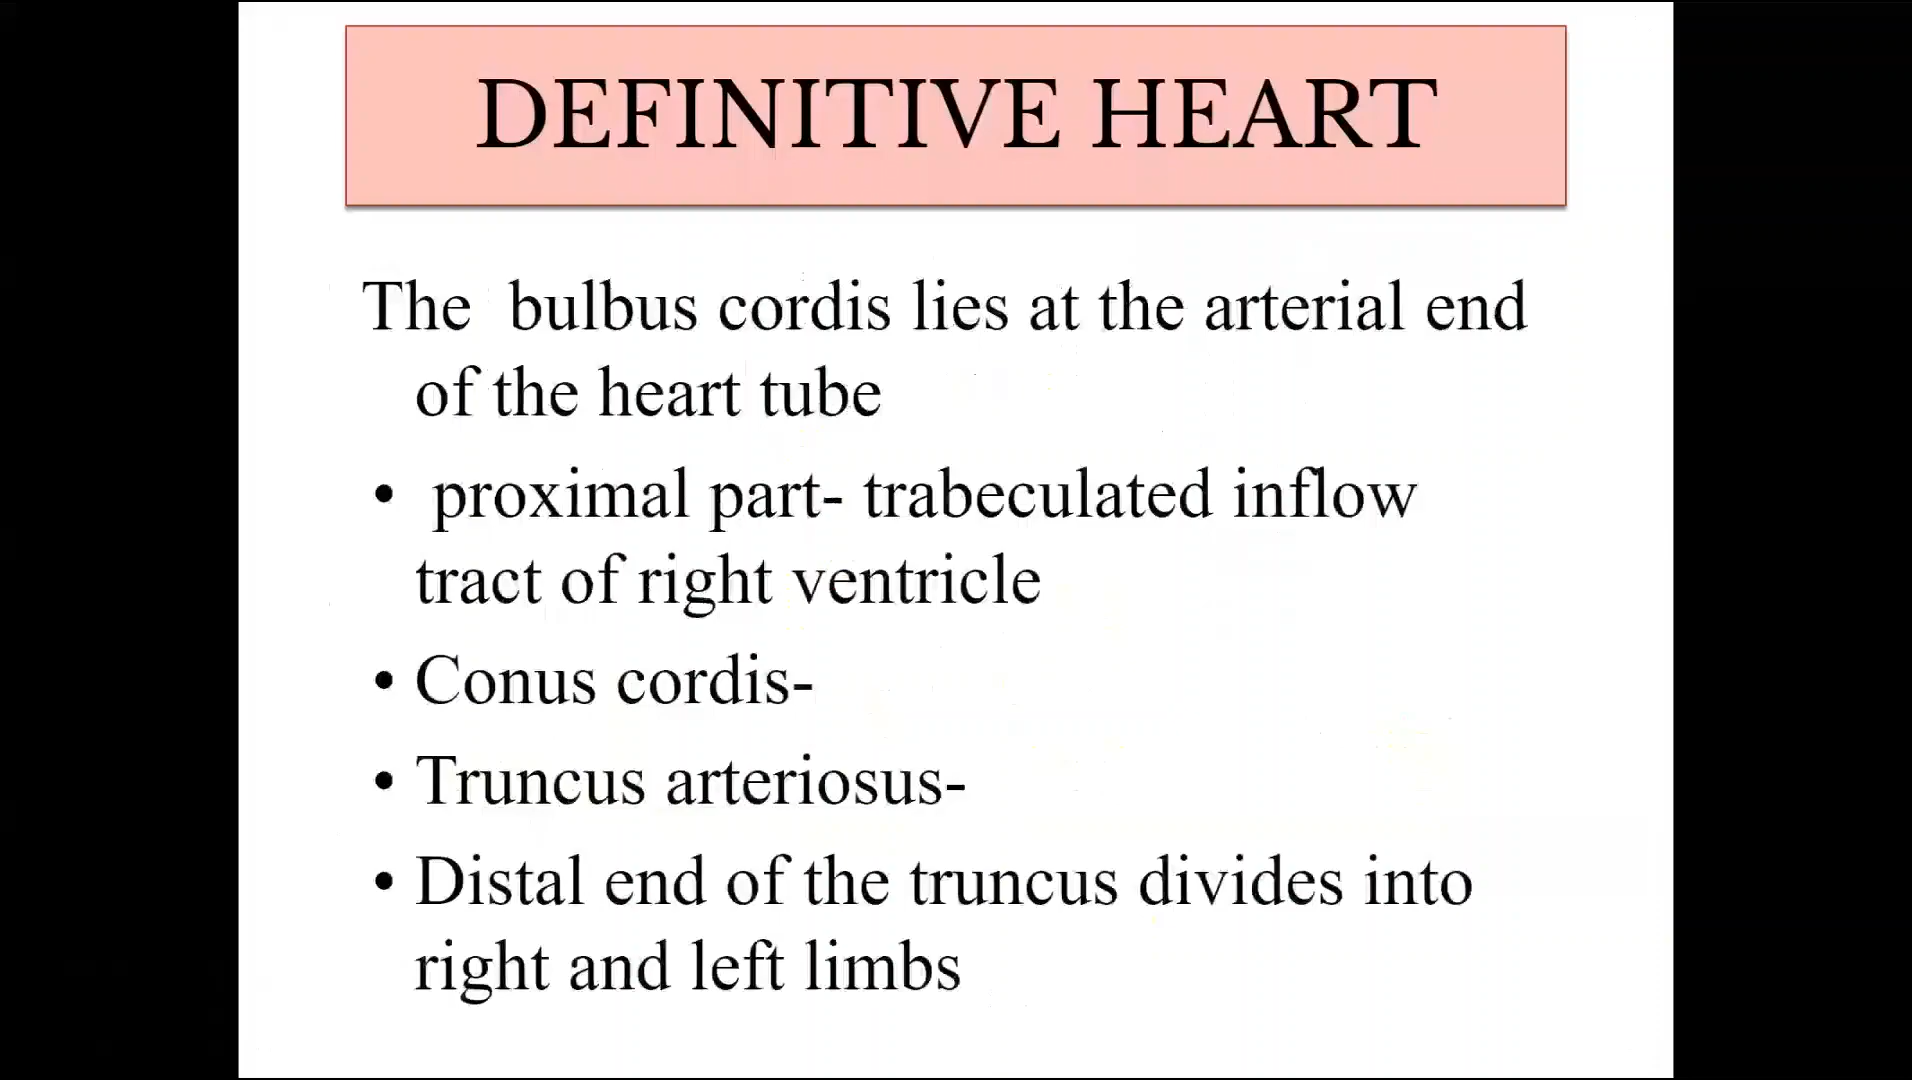 DEFINITIVE HEART
The bulbus cordis lies at the arterial end
of the heart tube
• proximal part- trabeculated inflow
tract of right ventricle
• Conus cordis-
• Truncus arteriosus-
• Distal end of the truncus divides into
right and left limbs